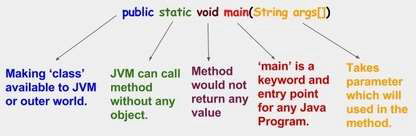 public static void main(String args[])
Making ‘class’
available to JVM
or outer world.
JVM can call
method
without any
object.
Method
would not
return any
value
‘main’ is a
keyword and
entry point
for any Java
Program.
Takes
parameter
which will
used in the
method.